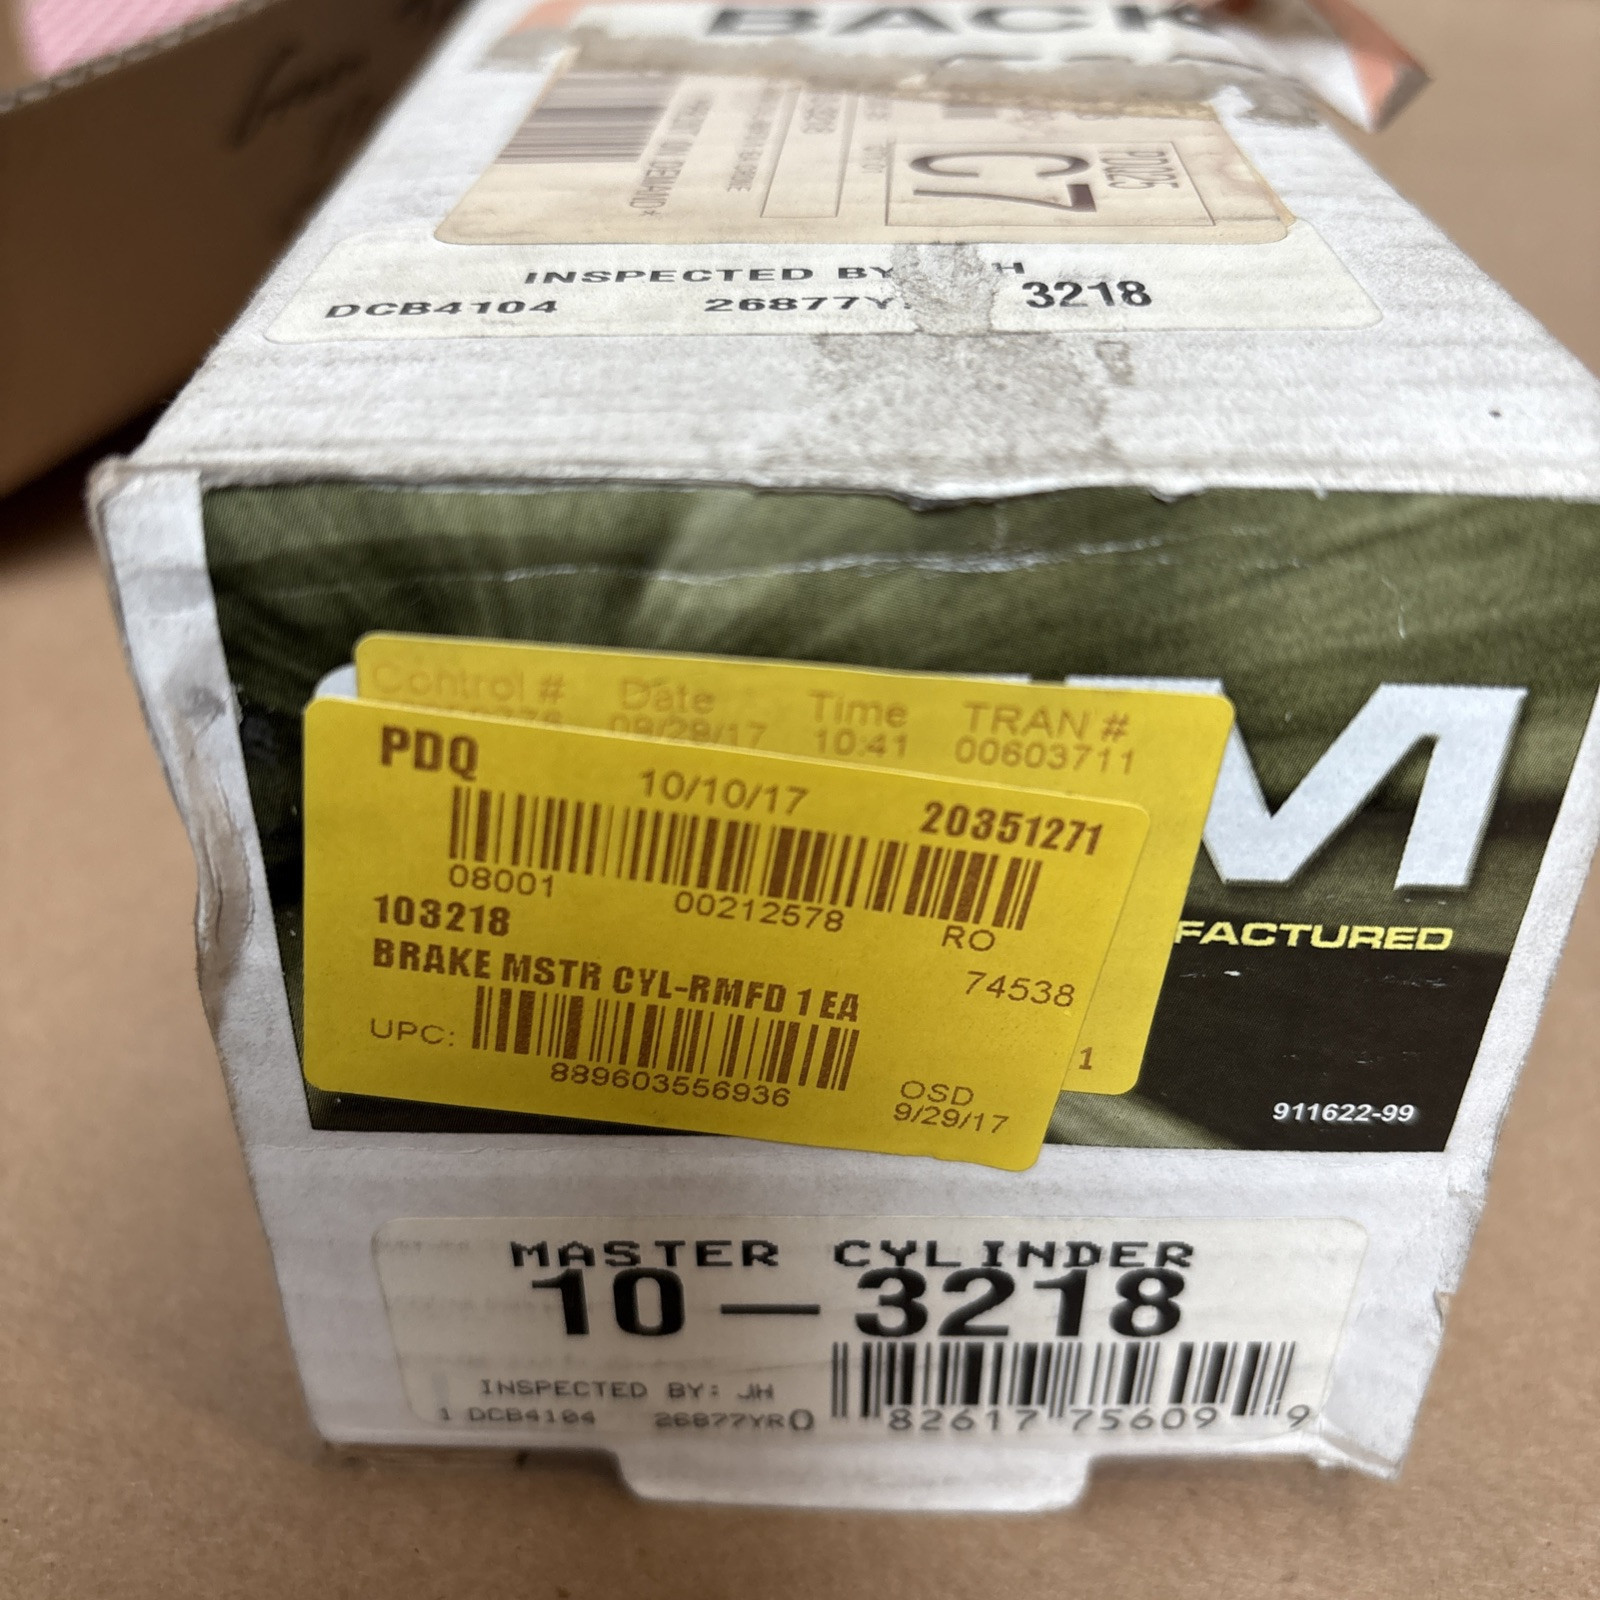 BACK
P72025
C7
INSPECTED BY
DCB4104 26877Y 3218
Control # Date Time TRAN #
09/28/17 10:41 00603711
PDQ
10/10/17
20351271
08001 00212578 RO
103218
74538
BRAKE MSTR CYL-RMFD 1 EA
UPC:
889603556936
OSD
9/29/17
1
M
FACTURED
911622-99
MASTER CYLINDER
10-3218
INSPECTED BY: JH
1 DCB4104 26877YR
0 82617 75609 9